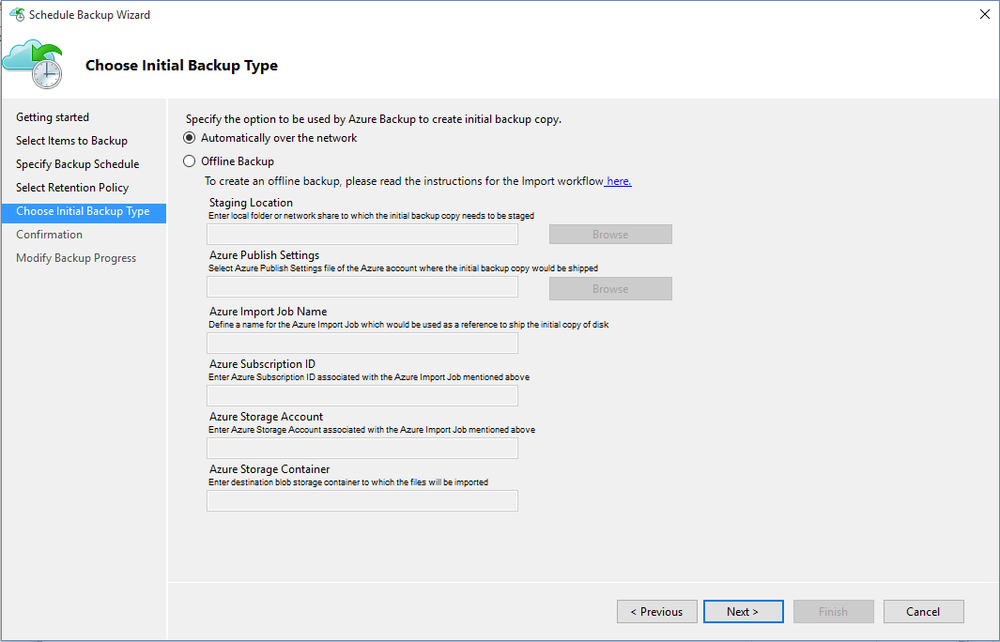 Schedule Backup Wizard
Choose Initial Backup Type
Getting started
Select Items to Backup
Specify Backup Schedule
Select Retention Policy
Choose Initial Backup Type
Confirmation
Modify Backup Progress
Specify the option to be used by Azure Backup to create initial backup copy.
Automatically over the network
Offline Backup
To create an offline backup, please read the instructions for the Import workflow here.
Staging Location
Enter local folder or network share to which the initial backup copy needs to be staged
Browse
Azure Publish Settings
Select Azure Publish Settings file of the Azure account where the initial backup copy would be shipped
Browse
Azure Import Job Name
Define a name for the Azure Import Job which would be used as a reference to ship the initial copy of disk
Azure Subscription ID
Enter Azure Subscription ID associated with the Azure Import Job mentioned above
Azure Storage Account
Enter Azure Storage Account associated with the Azure Import Job mentioned above
Azure Storage Container
Enter destination blob storage container to which the files will be imported
< Previous Next > Finish Cancel